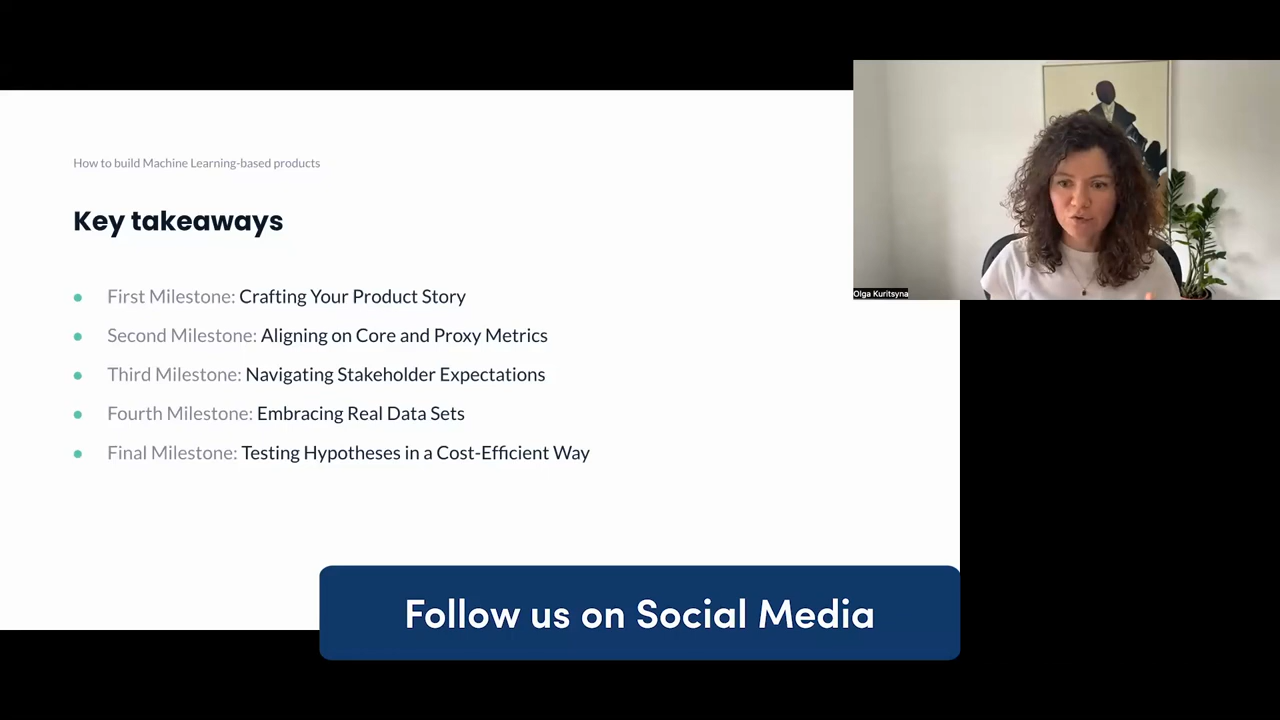 How to build Machine Learning-based products
Key takeaways
First Milestone: Crafting Your Product Story
Second Milestone: Aligning on Core and Proxy Metrics
Third Milestone: Navigating Stakeholder Expectations
Fourth Milestone: Embracing Real Data Sets
Final Milestone: Testing Hypotheses in a Cost-Efficient Way
Olga Kuritsyna
Follow us on Social Media